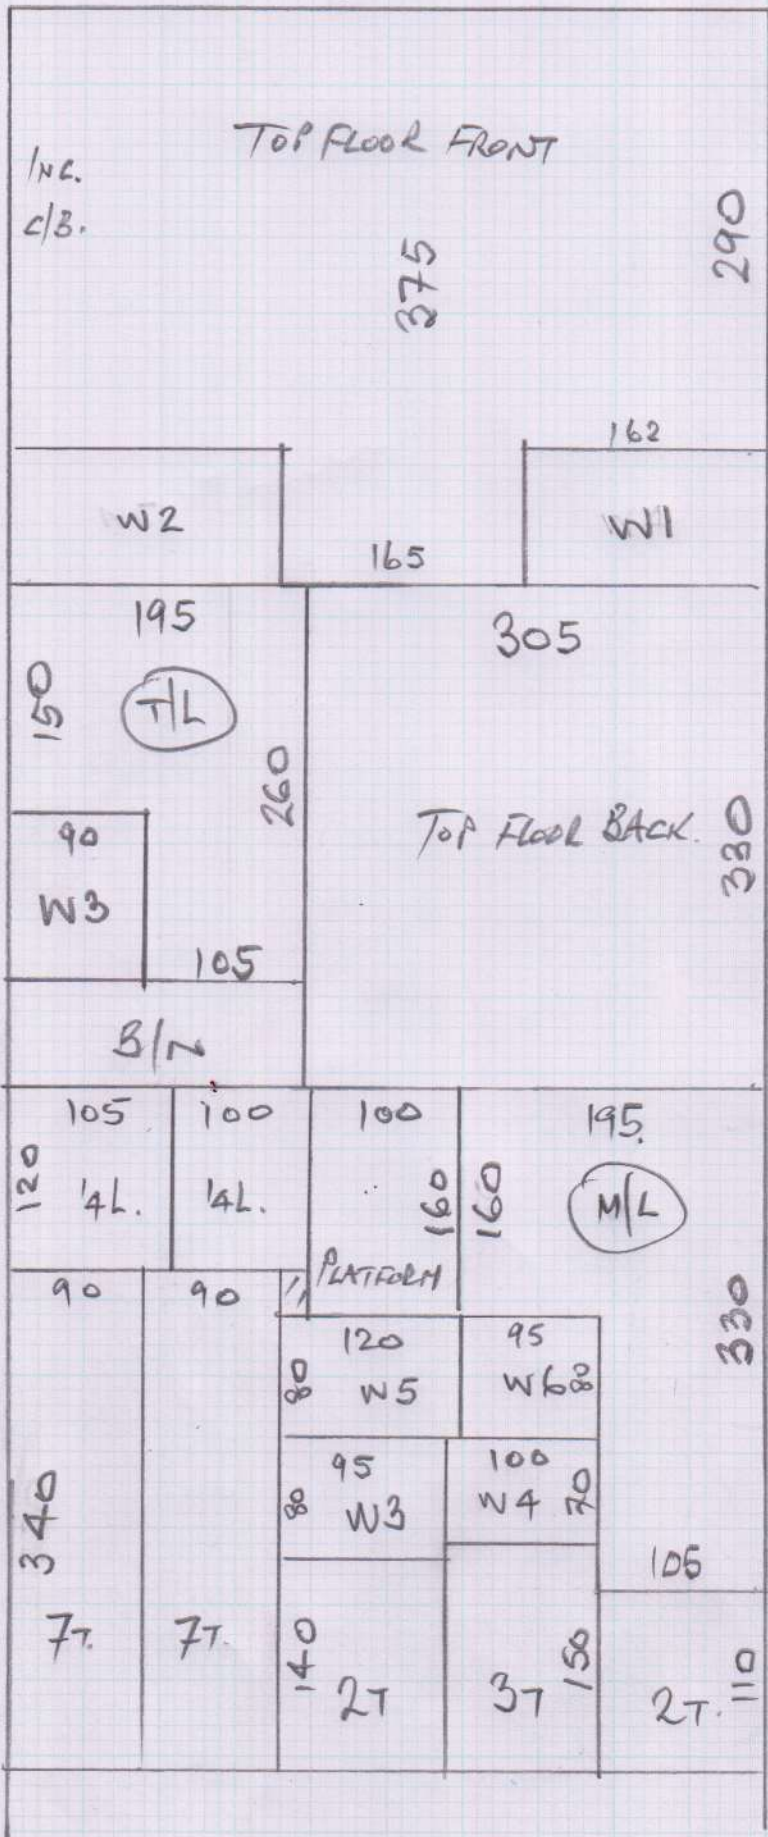 TOP FLOOR FRONT
INC.
C/B.
375
290
162
W2
165
W1
195
305
150
T/L
260
TOP FLOOR BACK.
330
90
W3
105
B/N
105
100
100
195.
120
1/4L.
1/4L.
160
160
M/L
PLATFORM
90
90
330
120
95
80
W5
W6
80
95
100
80
W3
W4
70
340
105
7T.
7T.
140
2T
3T
150
2T.
110